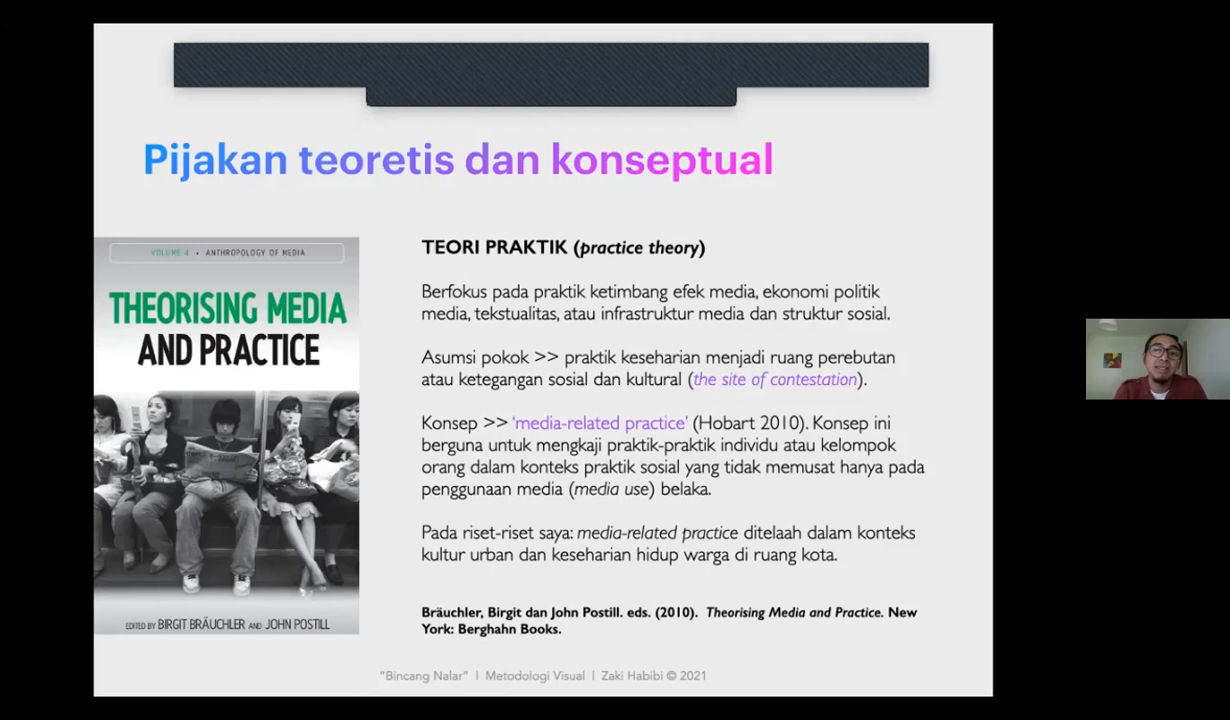 Pijakan teoretis dan konseptual
VOLUME 4 • ANTHROPOLOGY OF MEDIA
THEORISING MEDIA
AND PRACTICE
EDITED BY BIRGIT BRÄUCHLER AND JOHN POSTILL
TEORI PRAKTIK (practice theory)
Berfokus pada praktik ketimbang efek media, ekonomi politik
media, tekstualitas, atau infrastruktur media dan struktur sosial.
Asumsi pokok >> praktik keseharian menjadi ruang perebutan
atau ketegangan sosial dan kultural (the site of contestation).
Konsep >> ‘media-related practice’ (Hobart 2010). Konsep ini
berguna untuk mengkaji praktik-praktik individu atau kelompok
orang dalam konteks praktik sosial yang tidak memusat hanya pada
penggunaan media (media use) belaka.
Pada riset-riset saya: media-related practice ditelaah dalam konteks
kultur urban dan keseharian hidup warga di ruang kota.
Bräuchler, Birgit dan John Postill. eds. (2010). Theorising Media and Practice. New
York: Berghahn Books.
“Bincang Nalar” | Metodologi Visual | Zaki Habibi © 2021